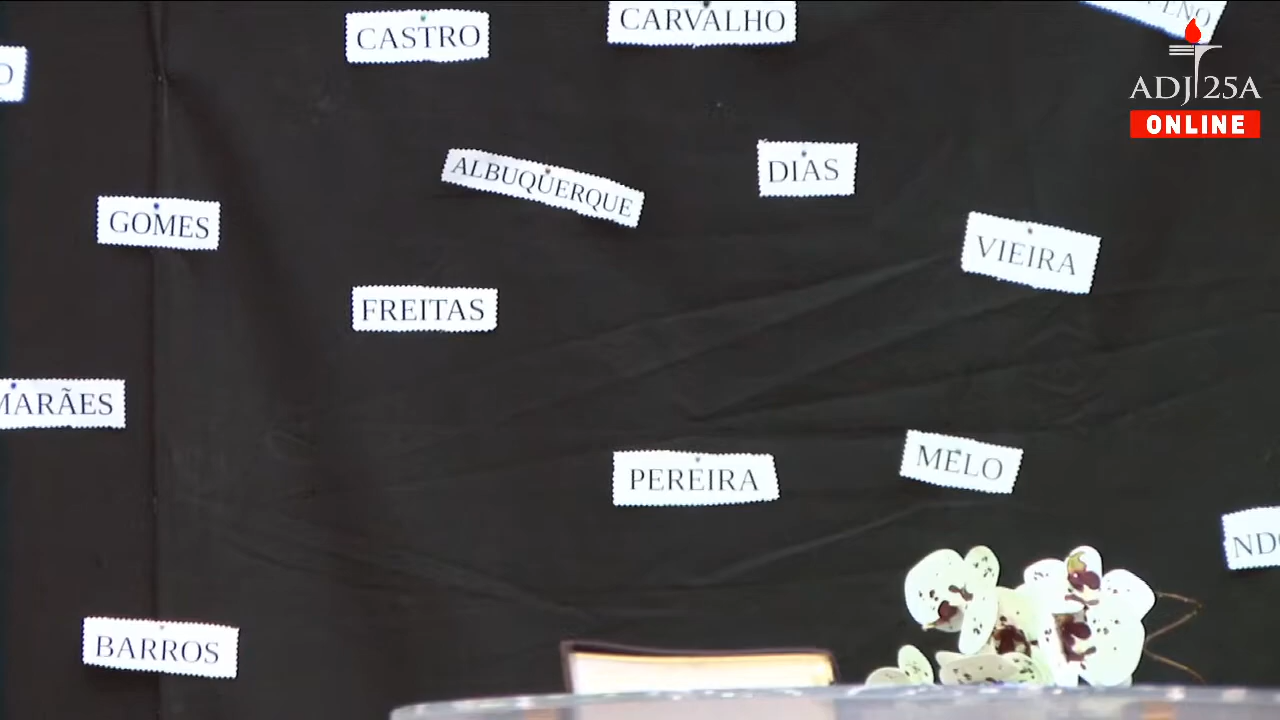 CASTRO
CARVALHO
ADJ 25A
ONLINE
ALBUQUERQUE
DIAS
GOMES
VIEIRA
FREITAS
MARÃES
PEREIRA
MELO
BARROS